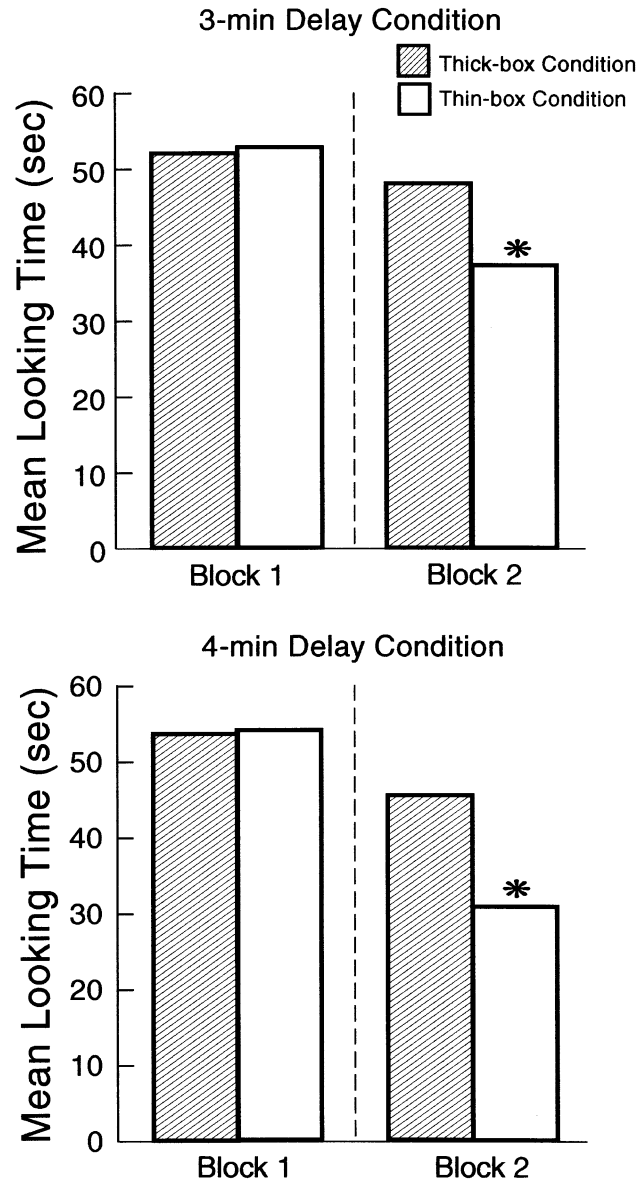 3-min Delay Condition
Thick-box Condition
Thin-box Condition
Mean Looking Time (sec)
60
50
40
30
20
10
0
*
Block 1
Block 2
4-min Delay Condition
Mean Looking Time (sec)
60
50
40
30
20
10
0
*
Block 1
Block 2